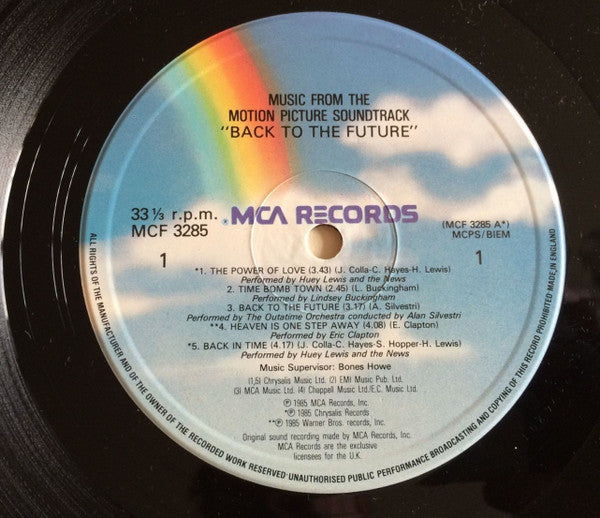 MUSIC FROM THE
MOTION PICTURE SOUNDTRACK
"BACK TO THE FUTURE"
33⅓ r.p.m.
MCF 3285
MCA RECORDS
(MCF 3285 A*)
MCPS/BIEM
1
1
*1. THE POWER OF LOVE (3.43) (J. Colla-C. Hayes-H. Lewis)
Performed by Huey Lewis and the News
2. TIME BOMB TOWN (2.45) (L. Buckingham)
Performed by Lindsey Buckingham
3. BACK TO THE FUTURE (3.17) (A. Silvestri)
Performed by The Outatime Orchestra conducted by Alan Silvestri
**4. HEAVEN IS ONE STEP AWAY (4.08) (E. Clapton)
Performed by Eric Clapton
*5. BACK IN TIME (4.17) (J. Colla-C. Hayes-S. Hopper-H. Lewis)
Performed by Huey Lewis and the News
Music Supervisor: Bones Howe
(1,5) Chrysalis Music Ltd. (2) EMI Music Pub. Ltd.
(3) MCA Music Ltd. (4) Chappell Music Ltd./E.C. Music Ltd.
℗ 1985 MCA Records, Inc.
*℗ 1985 Chrysalis Records
**℗ 1985 Warner Bros. records, Inc.
Original sound recording made by MCA Records, Inc.
MCA Records are the exclusive
licensees for the U.K.
ALL RIGHTS OF THE MANUFACTURER AND OF THE OWNER OF THE RECORDED WORK RESERVED·UNAUTHORISED PUBLIC PERFORMANCE BROADCASTING AND COPYING OF THIS RECORD PROHIBITED MADE IN ENGLAND